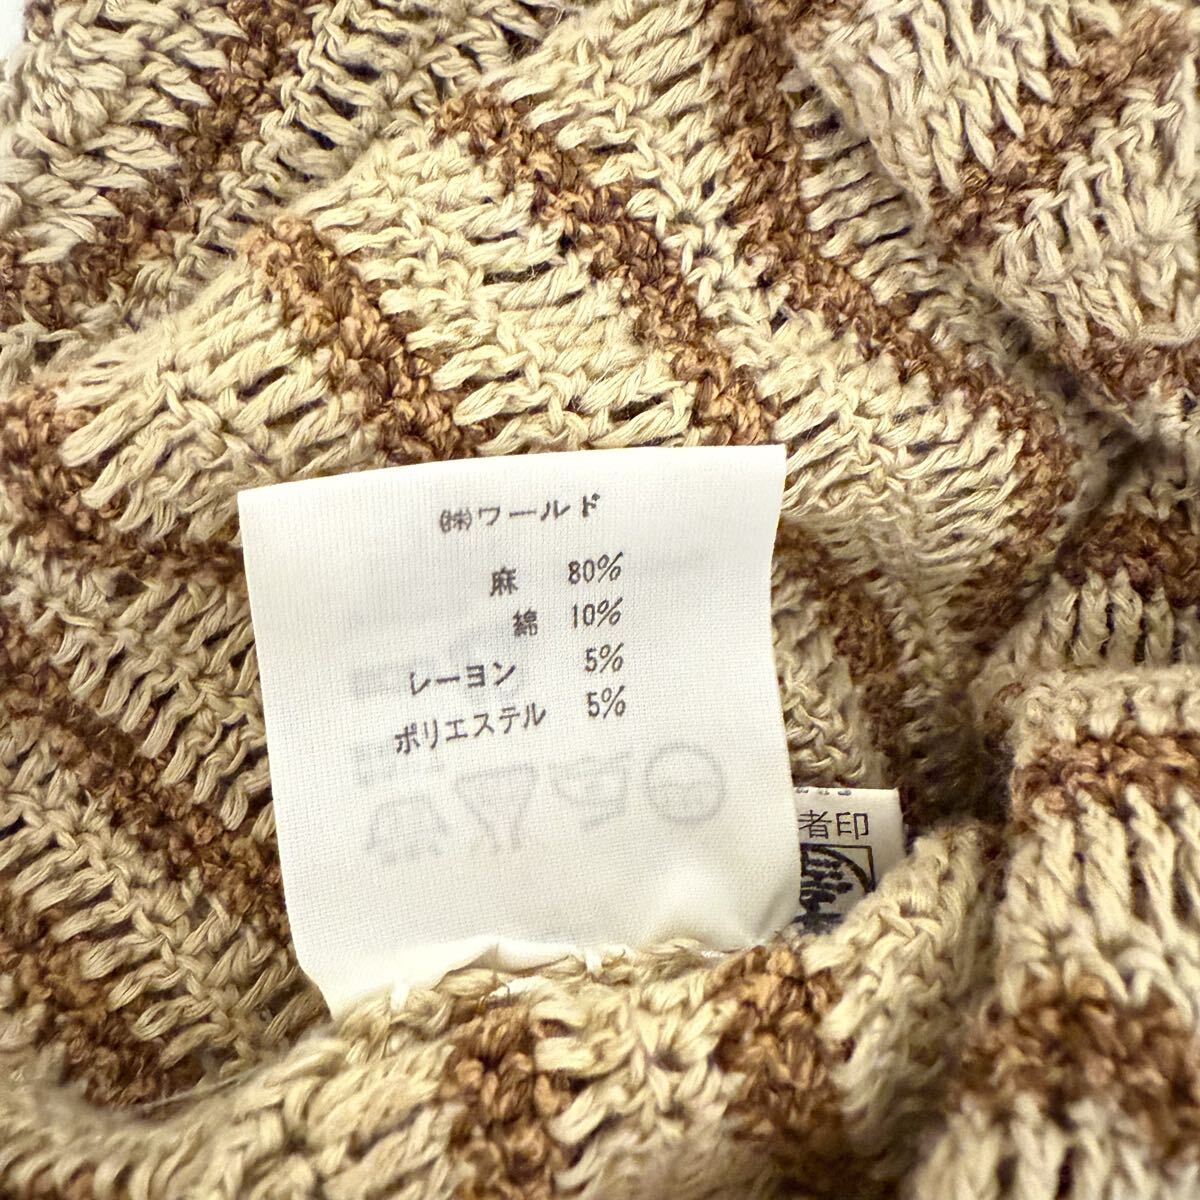 ㈱ワールド
麻 80%
綿 10%
レーヨン 5%
ポリエステル 5%
者印